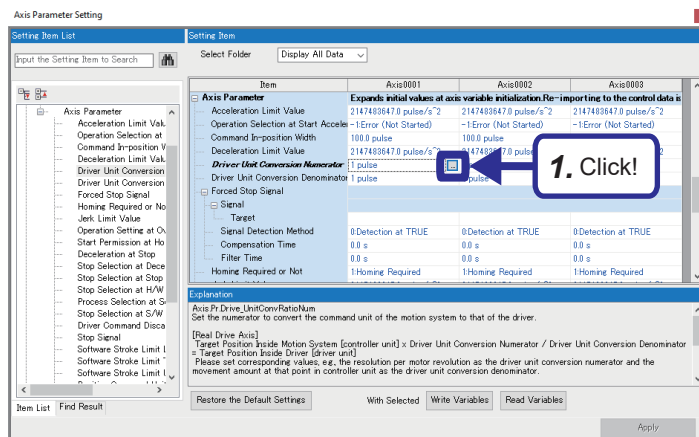 Axis Parameter Setting
Setting Item List
Input the Setting Item to Search
Axis Parameter
Acceleration Limit Valu
Operation Selection at
Command In-position W
Deceleration Limit Valu
Driver Unit Conversion
Driver Unit Conversion
Forced Stop Signal
Homing Required or No
Jerk Limit Value
Operation Setting at Ov
Start Permission at Ho
Deceleration at Stop
Stop Selection at Dece
Stop Selection at Stop
Stop Selection at H/W
Process Selection at Se
Stop Selection at S/W
Driver Command Disca
Stop Signal
Software Stroke Limit L
Software Stroke Limit
Software Stroke Limit U
Item List Find Result
Setting Item
Select Folder Display All Data
Item Axis0001 Axis0002 Axis0003
Axis Parameter Expands initial values at axis variable initialization.Re-importing to the control data is
Acceleration Limit Value 2147483647.0 pulse/s^2 2147483647.0 pulse/s^2 2147483647.0 pulse/s^2
Operation Selection at Start Acceler -1:Error (Not Started) -1:Error (Not Started) -1:Error (Not Started)
Command In-position Width 100.0 pulse 100.0 pulse
Deceleration Limit Value 2147483647.0 pulse/s^2 2147483647.0 pulse 2
Driver Unit Conversion Numerator 1 pulse ...
Driver Unit Conversion Denominator 1 pulse pulse
1. Click!
Forced Stop Signal
Signal
Target
Signal Detection Method 0:Detection at TRUE 0:Detection at TRUE 0:Detection at TRUE
Compensation Time 0.0 s 0.0 s 0.0 s
Filter Time 0.0 s 0.0 s 0.0 s
Homing Required or Not 1:Homing Required 1:Homing Required 1:Homing Required
Explanation
Axis.Pr.Drive_UnitConvRatioNum
Set the numerator to convert the command unit of the motion system to that of the driver.
[Real Drive Axis]
Target Position Inside Motion System [controller unit] x Driver Unit Conversion Numerator / Driver Unit Conversion Denominator
= Target Position Inside Driver [driver unit]
Please set corresponding values, e.g., the resolution per motor revolution as the driver unit conversion numerator and the
movement amount at that point in controller unit as the driver unit conversion denominator.
Restore the Default Settings With Selected Write Variables Read Variables
Apply